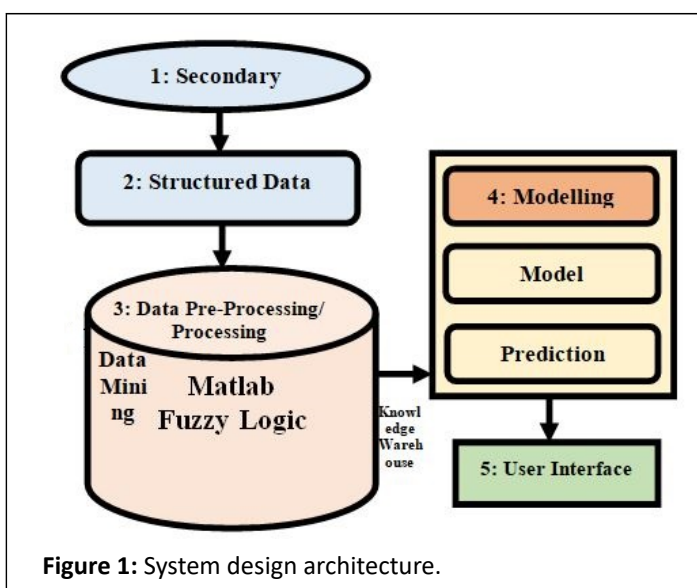 1: Secondary
2: Structured Data
3: Data Pre-Processing/
Processing
Data
Mini
ng
Matlab
Fuzzy Logic
Knowl
edge
Wareh
ouse
4: Modelling
Model
Prediction
5: User Interface
Figure 1: System design architecture.